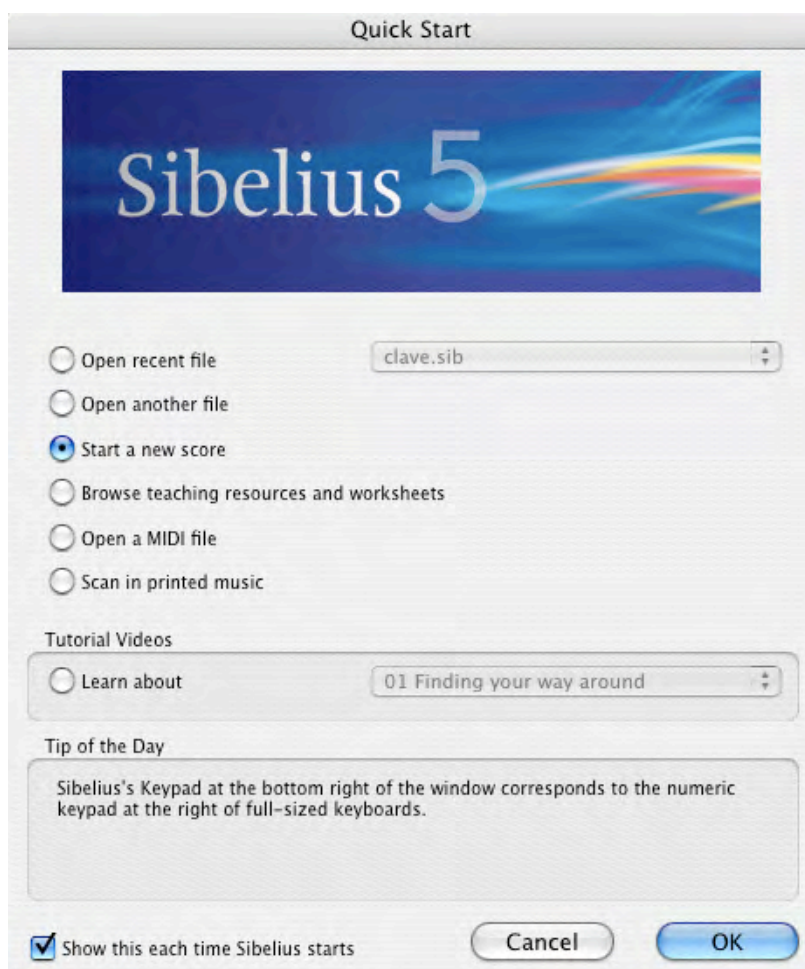 Quick Start
Sibelius 5
Open recent file
clave.sib
Open another file
Start a new score
Browse teaching resources and worksheets
Open a MIDI file
Scan in printed music
Tutorial Videos
Learn about
01 Finding your way around
Tip of the Day
Sibelius's Keypad at the bottom right of the window corresponds to the numeric
keypad at the right of full-sized keyboards.
Show this each time Sibelius starts
Cancel
OK